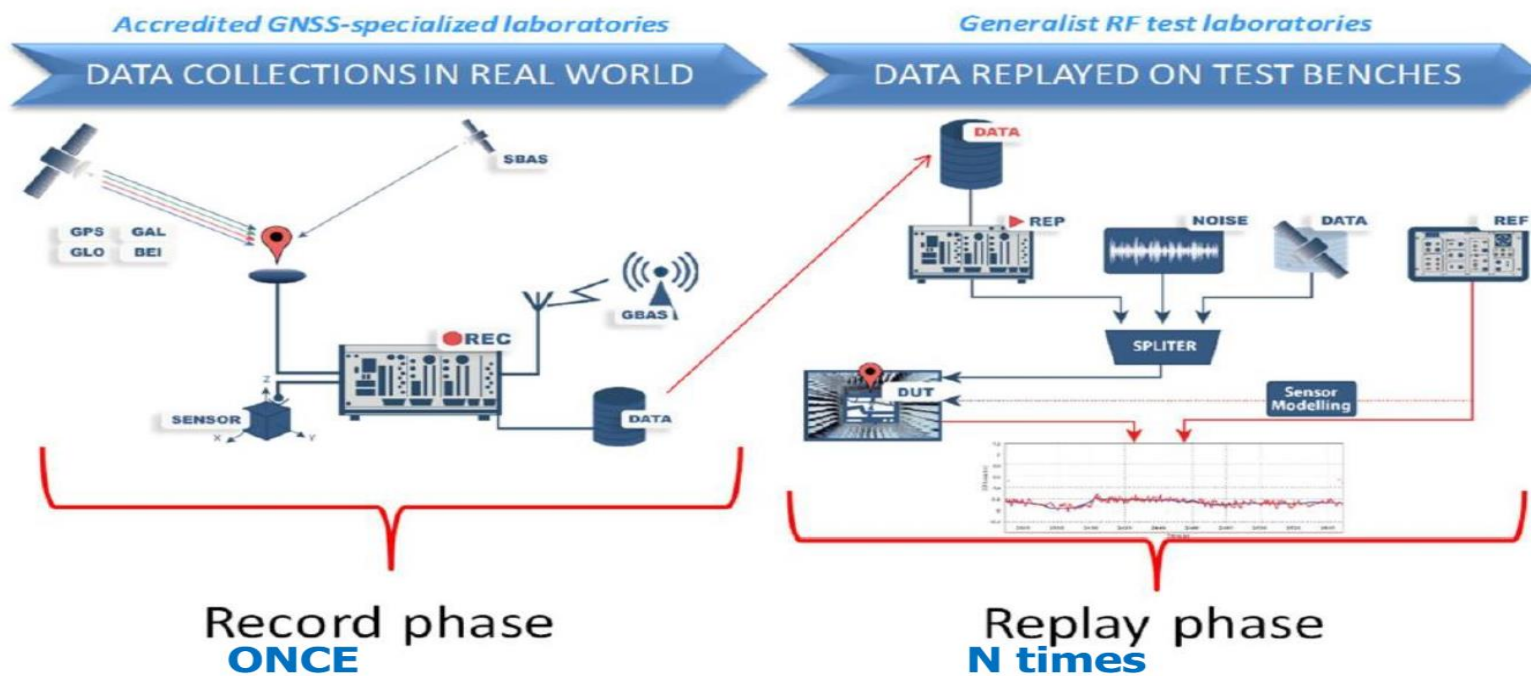 Accredited GNSS-specialized laboratories
DATA COLLECTIONS IN REAL WORLD
SBAS
GPS GAL
GLO BEI
GBAS
REC
SENSOR
Z
X
Y
DATA
Record phase
ONCE
Generalist RF test laboratories
DATA REPLAYED ON TEST BENCHES
DATA
REP
NOISE
DATA
REF
SPLITER
DUT
Sensor
Modelling
Replay phase
N times